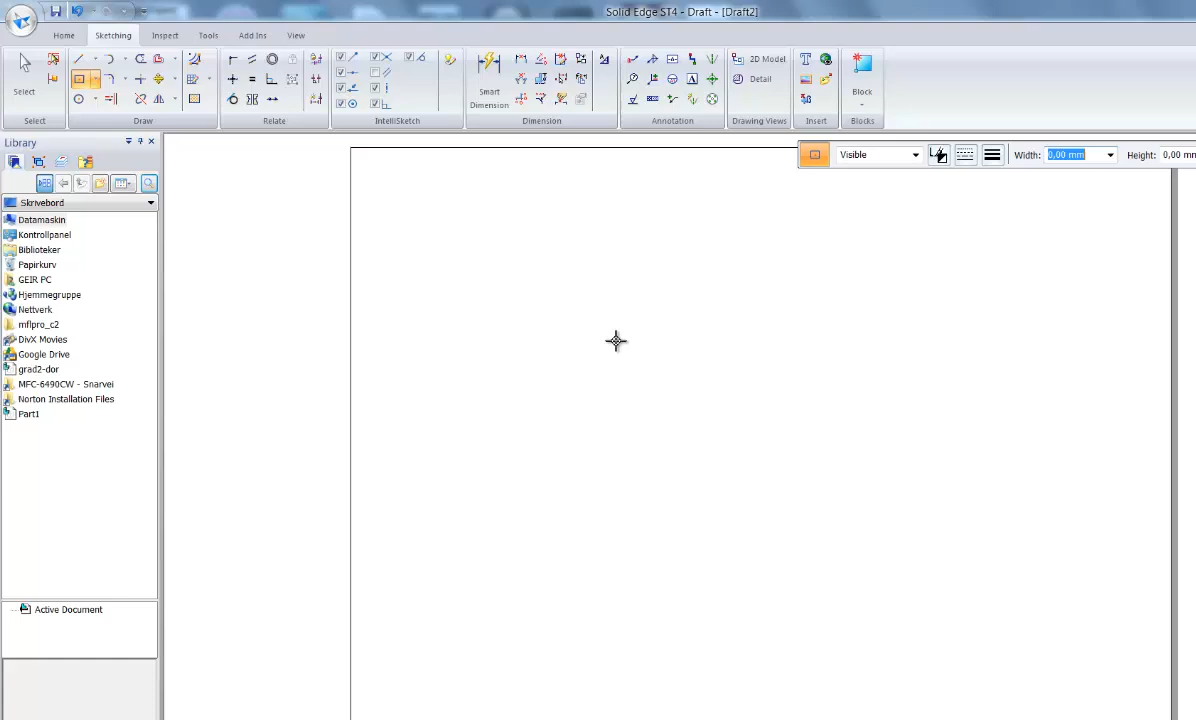 Solid Edge ST4 - Draft - [Draft2]
Home Sketching Inspect Tools Add Ins View
Select
Smart
Dimension
2D Model
Detail
Block
Select Draw Relate IntelliSketch Dimension Annotation Drawing Views Insert Blocks
Library
Visible Width: 0,00 mm Height: 0,00 mm
Skrivebord
Datamaskin
Kontrollpanel
Biblioteker
Papirkurv
GEIR PC
Hjemmegruppe
Nettverk
mflpro_c2
DivX Movies
Google Drive
grad2-dor
MFC-6490CW - Snarvei
Norton Installation Files
Part1
Active Document